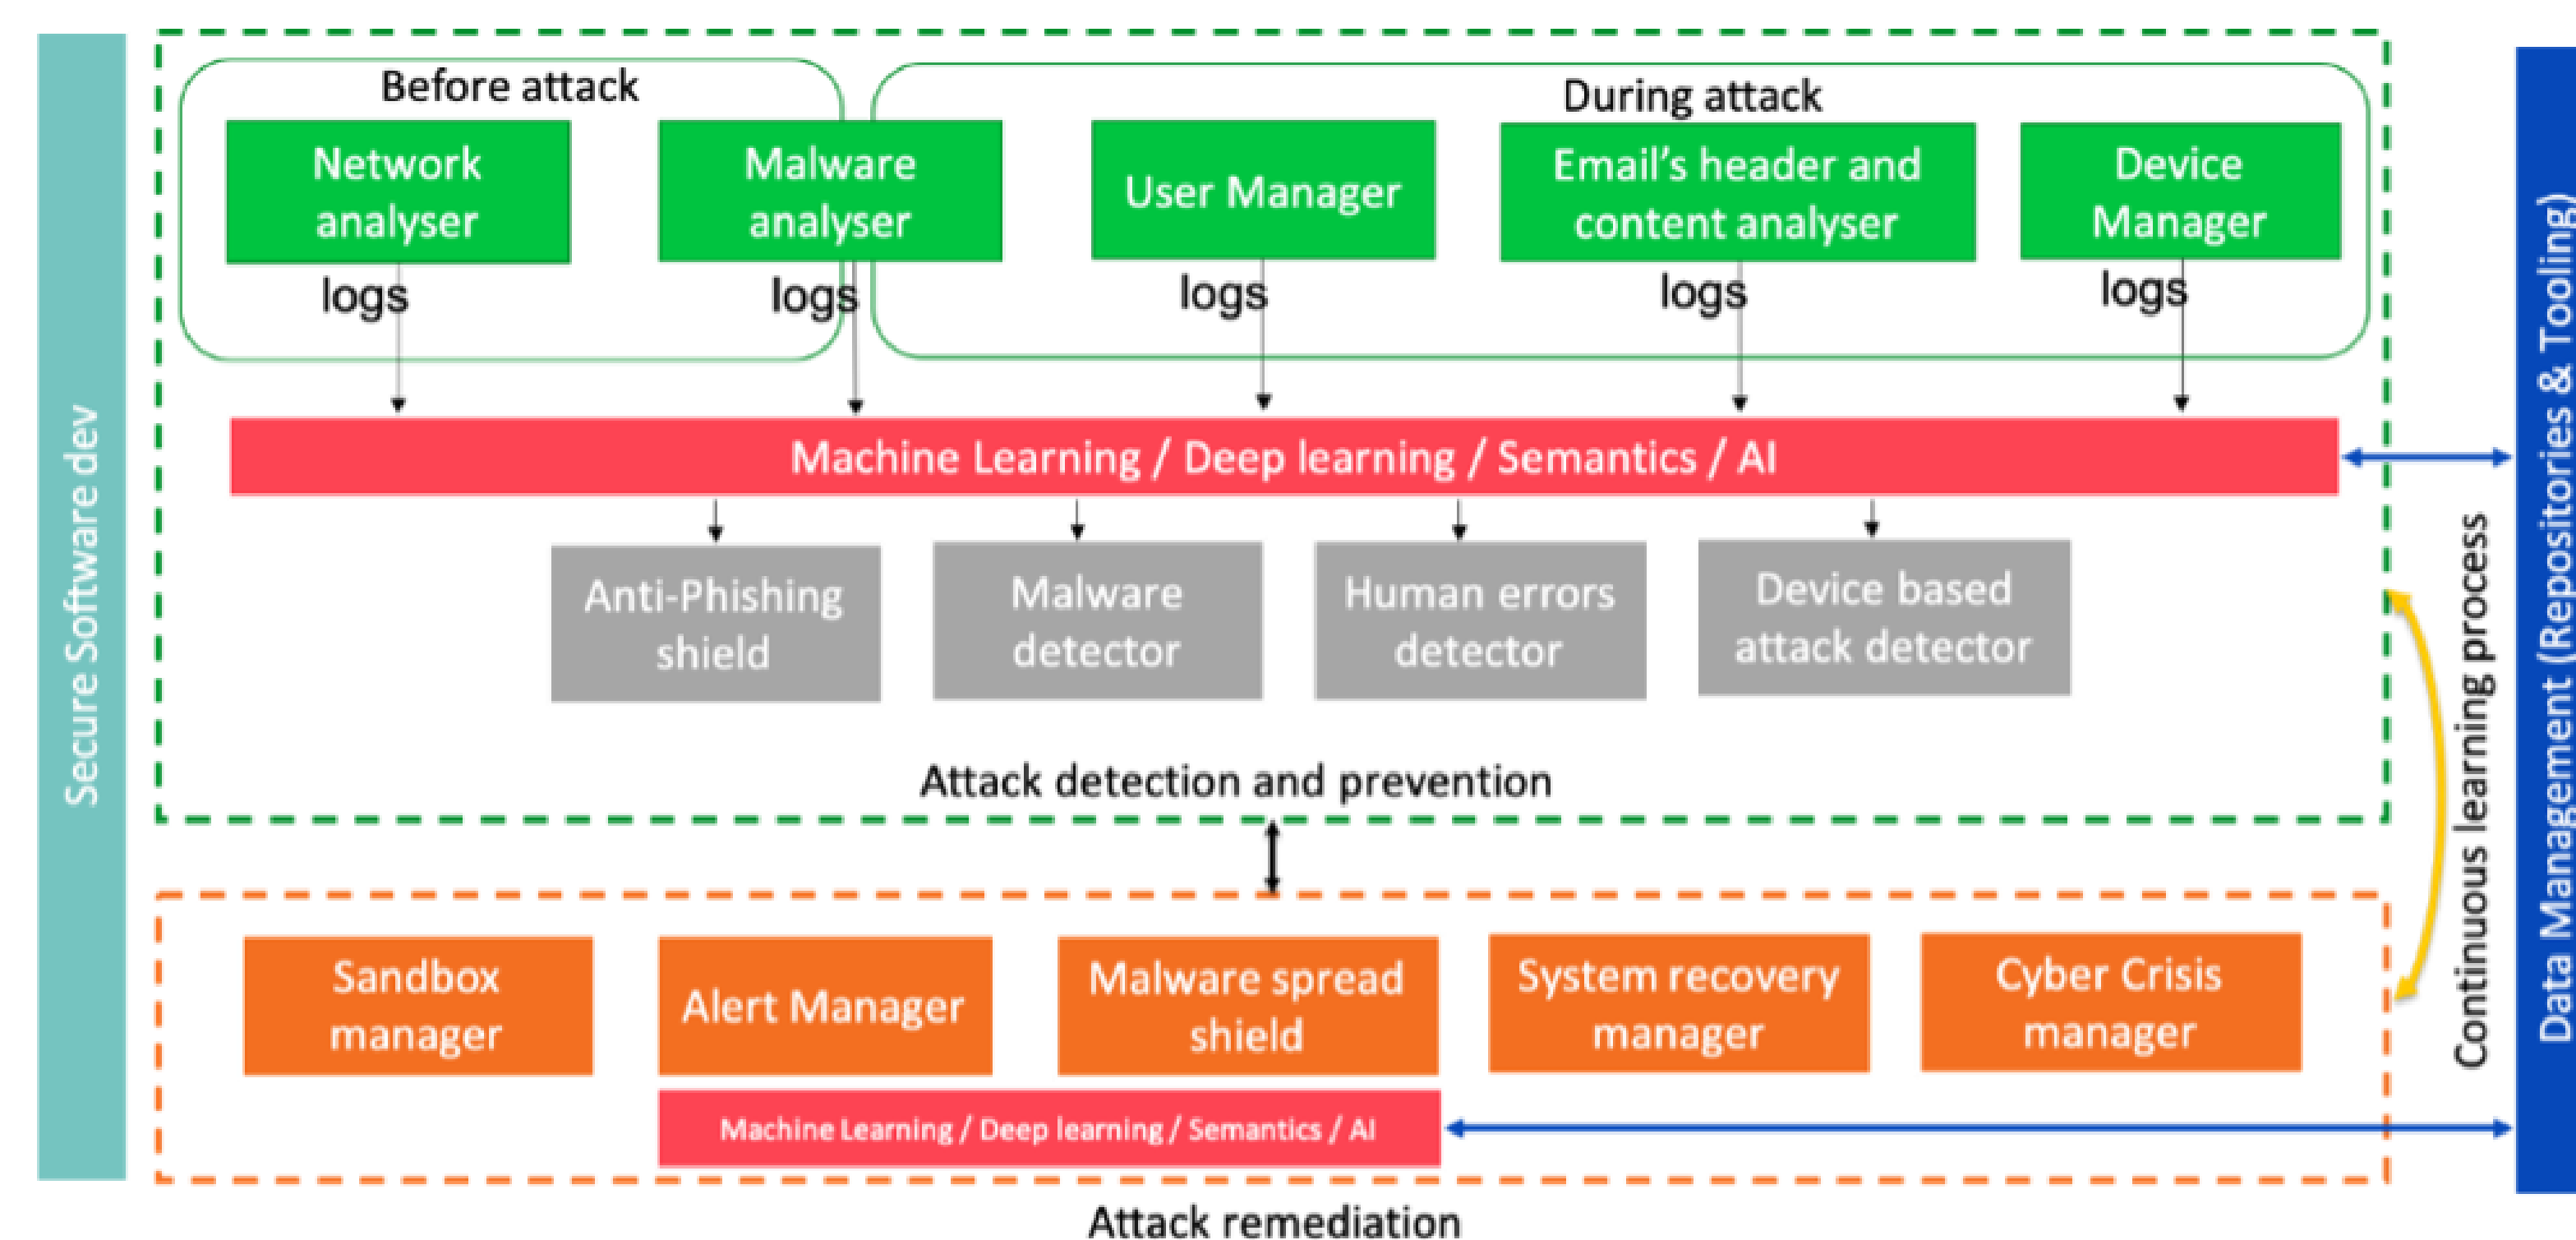 Secure Software dev
Before attack
During attack
Network
analyser
Malware
analyser
User Manager
Email's header and
content analyser
Device
Manager
logs
logs
logs
logs
logs
Machine Learning / Deep learning / Semantics / AI
Anti-Phishing
shield
Malware
detector
Human errors
detector
Device based
attack detector
Attack detection and prevention
Sandbox
manager
Alert Manager
Malware spread
shield
System recovery
manager
Cyber Crisis
manager
Machine Learning / Deep learning / Semantics / AI
Attack remediation
Continuous learning process
Data Management (Repositories & Tooling)